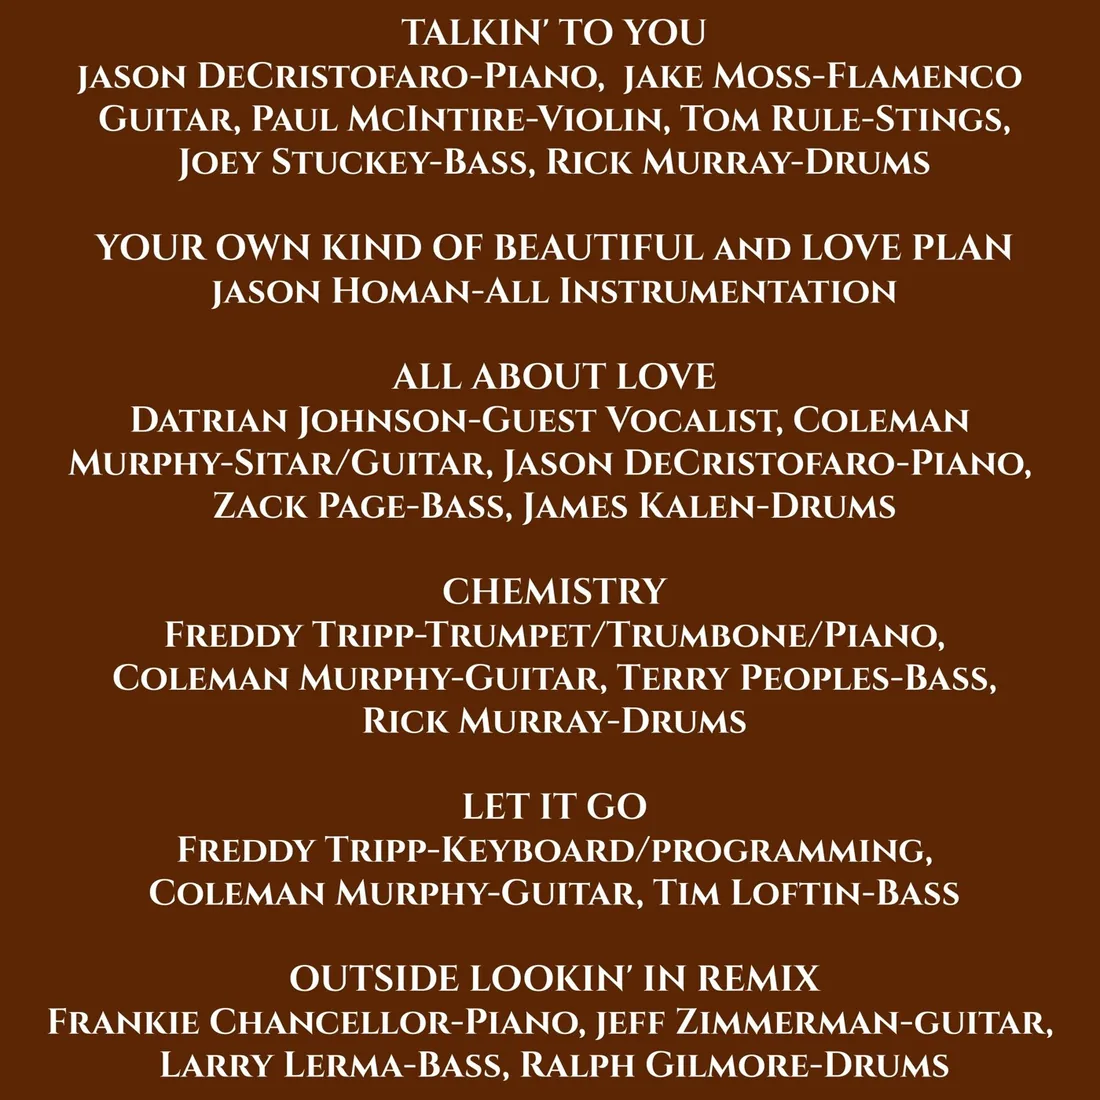 TALKIN' TO YOU
Jason DeCristofaro-Piano, Jake Moss-Flamenco
Guitar, Paul McIntire-Violin, Tom Rule-Stings,
Joey Stuckey-Bass, Rick Murray-Drums
YOUR OWN KIND OF BEAUTIFUL and LOVE PLAN
Jason Homan-All Instrumentation
ALL ABOUT LOVE
Datrian Johnson-Guest Vocalist, Coleman
Murphy-Sitar/Guitar, Jason DeCristofaro-Piano,
Zack Page-Bass, James Kalen-Drums
CHEMISTRY
Freddy Tripp-Trumpet/Trumbone/Piano,
Coleman Murphy-Guitar, Terry Peoples-Bass,
Rick Murray-Drums
LET IT GO
Freddy Tripp-Keyboard/programming,
Coleman Murphy-Guitar, Tim Loftin-Bass
OUTSIDE LOOKIN' IN REMIX
Frankie Chancellor-Piano, Jeff Zimmerman-guitar,
Larry Lerma-Bass, Ralph Gilmore-Drums